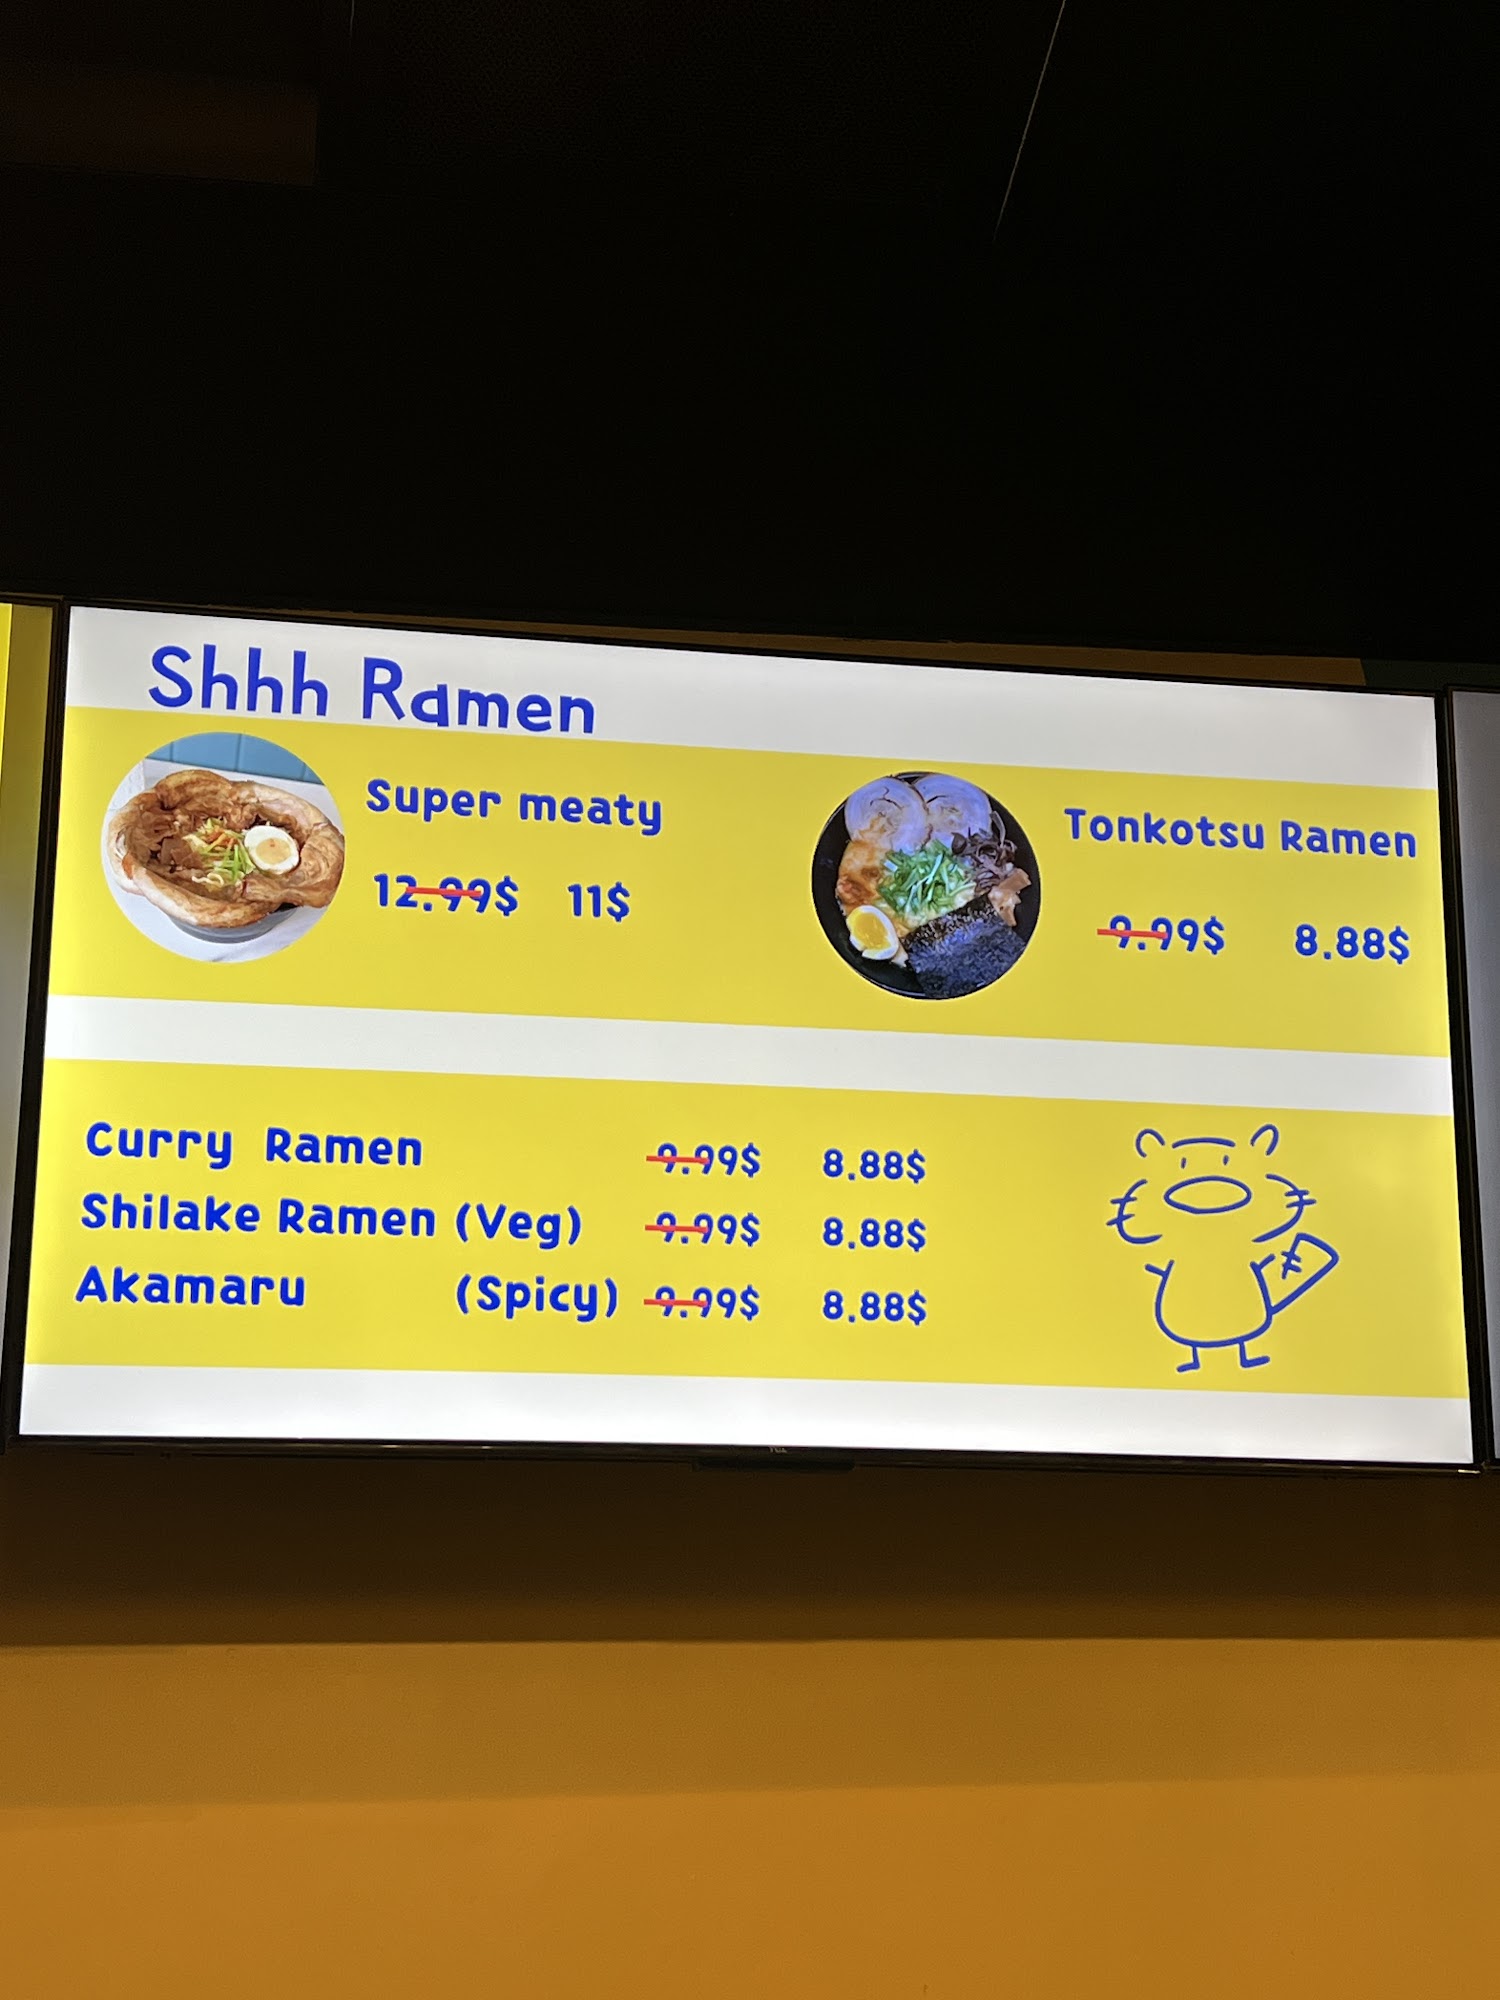 Shhh Ramen
Super meaty
12.99$ 11$
Tonkotsu Ramen
9.99$ 8.88$
Curry Ramen 9.99$ 8.88$
Shilake Ramen (Veg) 9.99$ 8.88$
Akamaru (Spicy) 9.99$ 8.88$
TCL